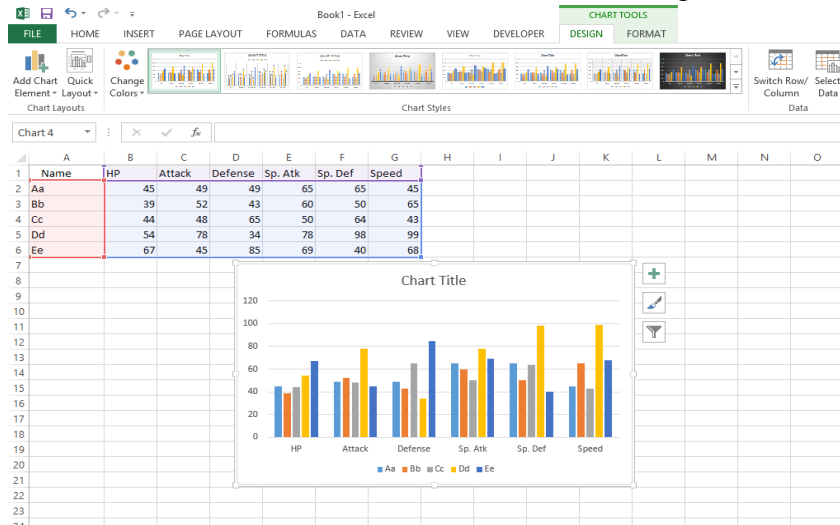 Book1 - Excel
CHART TOOLS
FILE HOME INSERT PAGE LAYOUT FORMULAS DATA REVIEW VIEW DEVELOPER DESIGN FORMAT
Add Chart Quick Change Switch Row/ Select
Element Layout Colors Column Data
Chart Layouts Chart Styles Data
Chart 4 fx
A B C D E F G H I J K L M N O
1 Name HP Attack Defense Sp. Atk Sp. Def Speed
2 Aa 45 49 49 65 65 45
3 Bb 39 52 43 60 50 65
4 Cc 44 48 65 50 64 43
5 Dd 54 78 34 78 98 99
6 Ee 67 45 85 69 40 68
7
8
9
10
11
12
13
14
15
16
17
18
19
20
21
22
23
Chart Title
120
100
80
60
40
20
0
HP Attack Defense Sp. Atk Sp. Def Speed
Aa Bb Cc Dd Ee